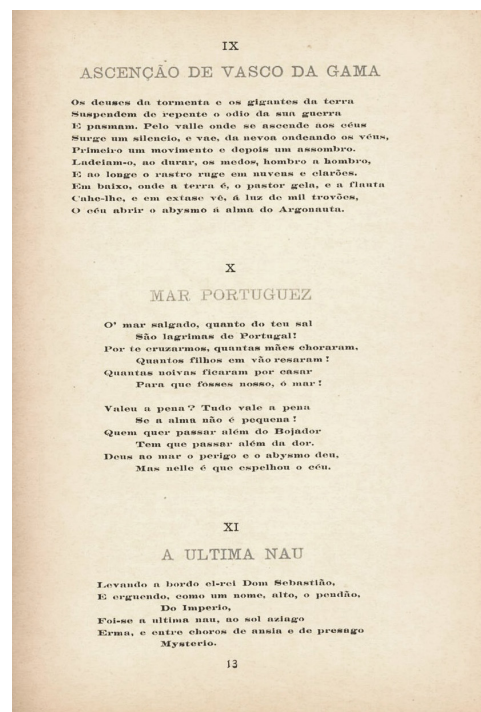 IX
ASCENÇÃO DE VASCO DA GAMA
Os deuses da tormenta e os gigantes da terra
Suspendem de repente o odio da sua guerra
E pasmam. Pelo valle onde se ascende aos céus
Surge um silencio, e vae, da nevoa ondeando os véus,
Primeiro um movimento e depois um assombro.
Ladeiam-o, ao durar, os medos, hombro a hombro,
E ao longe o rastro ruge em nuvens e clarões.
Em baixo, onde a terra é, o pastor gela, e a flauta
Cahe-lhe, e em extase vê, á luz de mil trovões,
O céu abrir o abysmo á alma do Argonauta.
X
MAR PORTUGUEZ
O' mar salgado, quanto do teu sal
São lagrimas de Portugal!
Por te cruzarmos, quantas mães choraram,
Quantos filhos em vão resaram!
Quantas noivas ficaram por casar
Para que fosses nosso, ó mar!
Valeu a pena? Tudo vale a pena
Se a alma não é pequena!
Quem quer passar além do Bojador
Tem que passar além da dor.
Deus ao mar o perigo e o abysmo deu,
Mas nelle é que espelhou o céu.
XI
A ULTIMA NAU
Levando a bordo el-rei Dom Sebastião,
E erguendo, como um nome, alto, o pendão,
Do Imperio,
Foi-se a ultima nau, ao sol aziago
Erma, e entre choros de ansia e de presago
Mysterio.
13